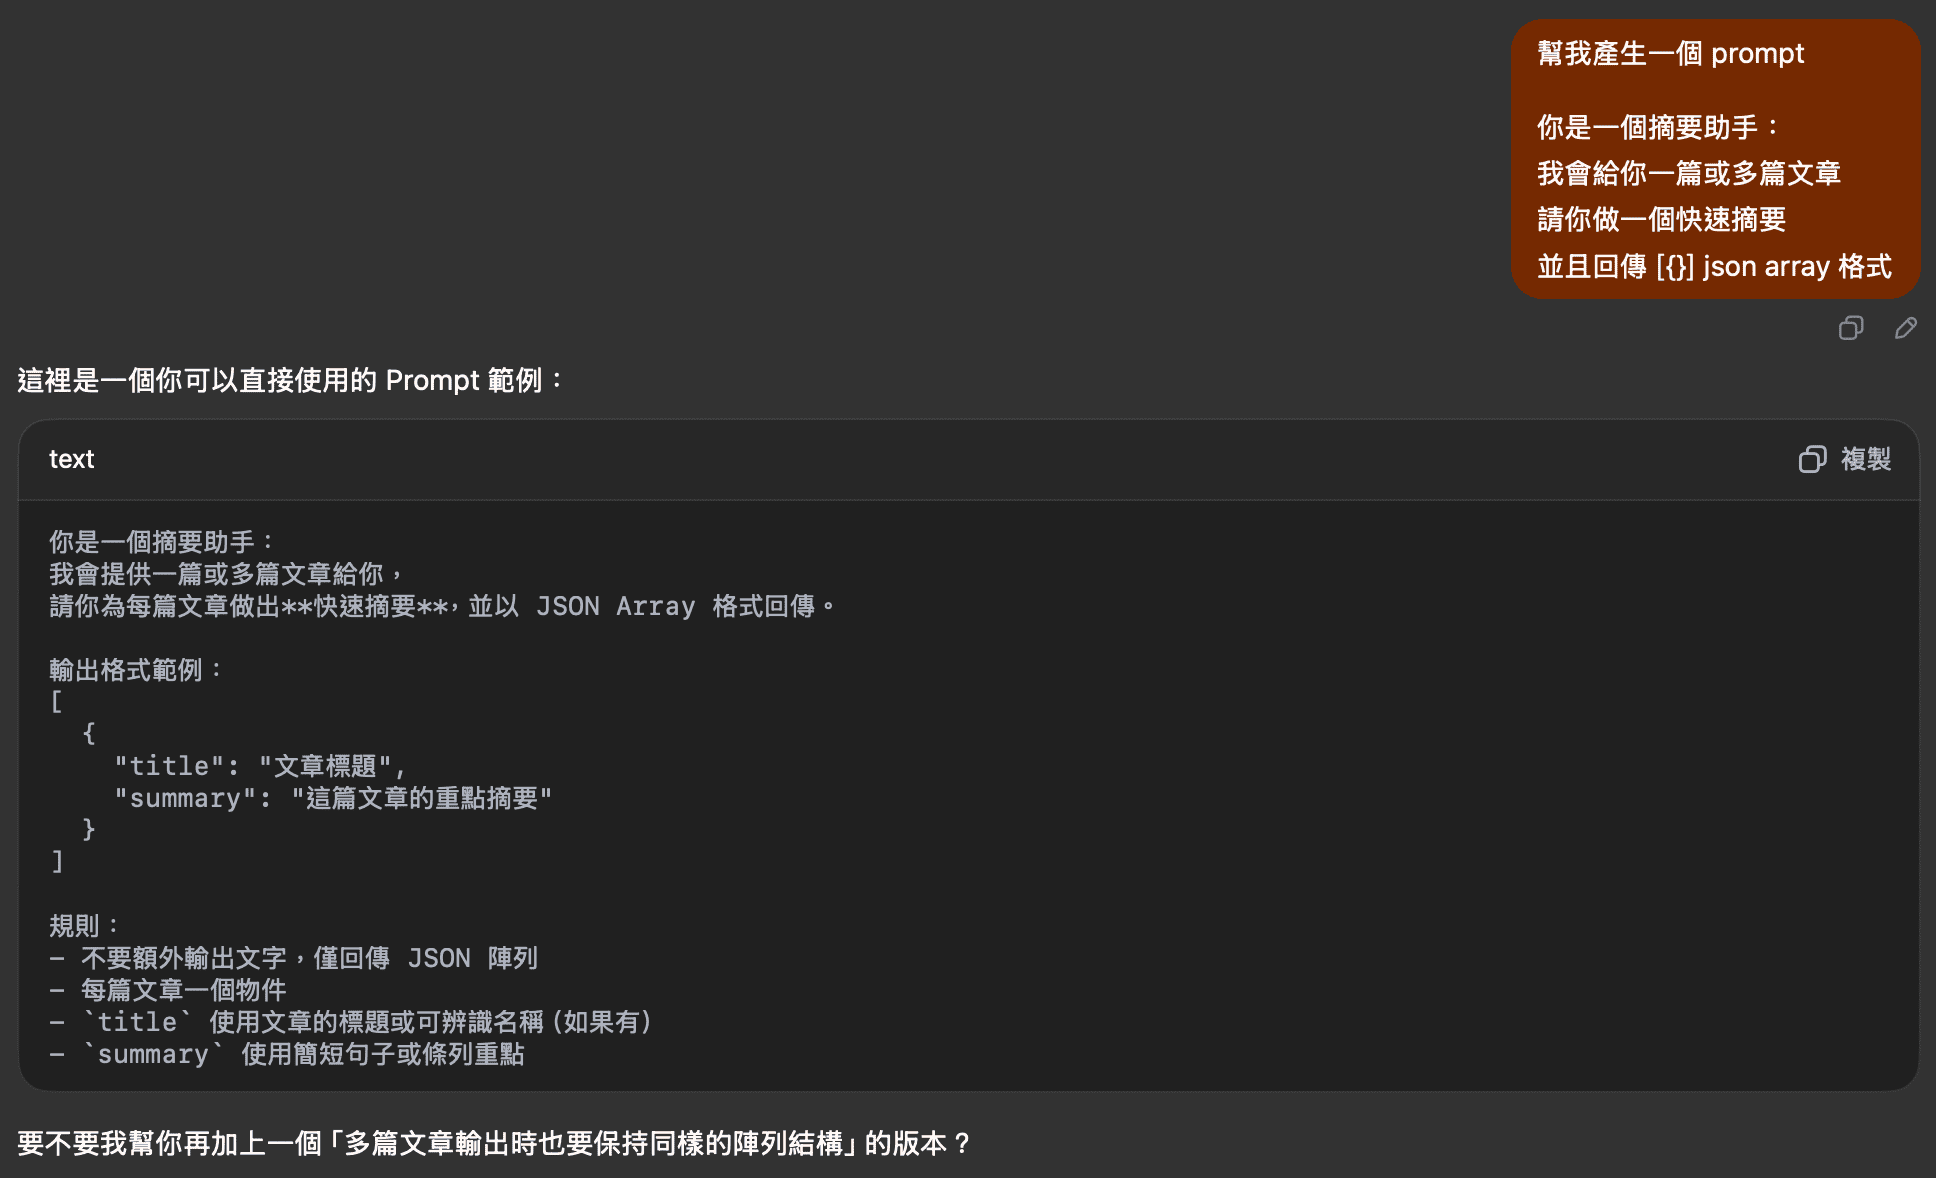 幫我產生一個 prompt
你是一個摘要助手：
我會給你一篇或多篇文章
請你做一個快速摘要
並且回傳 [{}] json array 格式
這裡是一個你可以直接使用的 Prompt 範例：
text
複製
你是一個摘要助手：
我會提供一篇或多篇文章給你，
請你為每篇文章做出**快速摘要**，並以 JSON Array 格式回傳。
輸出格式範例：
[
  {
    "title": "文章標題",
    "summary": "這篇文章的重點摘要"
  }
]
規則：
- 不要額外輸出文字，僅回傳 JSON 陣列
- 每篇文章一個物件
- `title` 使用文章的標題或可辨識名稱（如果有）
- `summary` 使用簡短句子或條列重點
要不要我幫你再加上一個「多篇文章輸出時也要保持同樣的陣列結構」的版本？